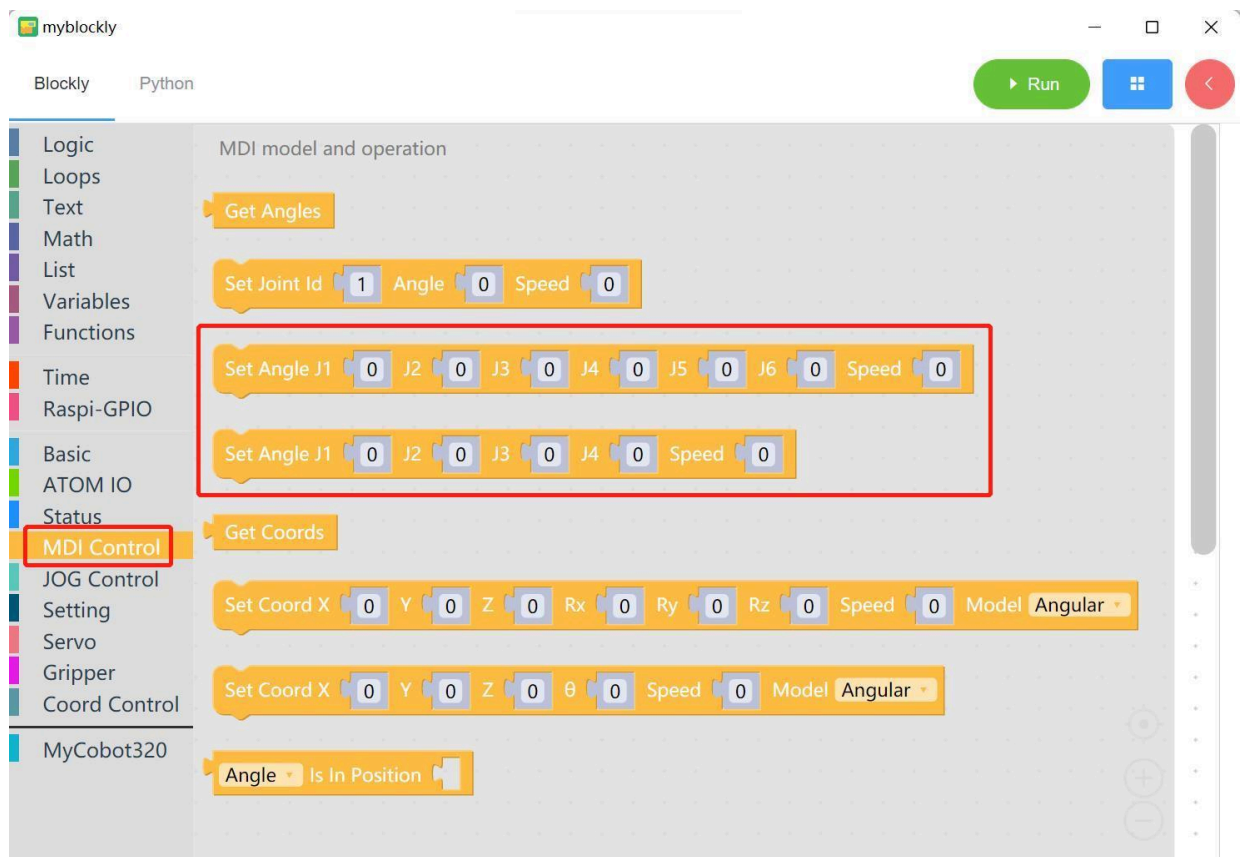 myblockly
Blockly Python Run
Logic
Loops
Text
Math
List
Variables
Functions
Time
Raspi-GPIO
Basic
ATOM IO
Status
MDI Control
JOG Control
Setting
Servo
Gripper
Coord Control
MyCobot320
MDI model and operation
Get Angles
Set Joint Id 1 Angle 0 Speed 0
Set Angle J1 0 J2 0 J3 0 J4 0 J5 0 J6 0 Speed 0
Set Angle J1 0 J2 0 J3 0 J4 0 Speed 0
Get Coords
Set Coord X 0 Y 0 Z 0 Rx 0 Ry 0 Rz 0 Speed 0 Model Angular
Set Coord X 0 Y 0 Z 0 θ 0 Speed 0 Model Angular
Angle Is In Position